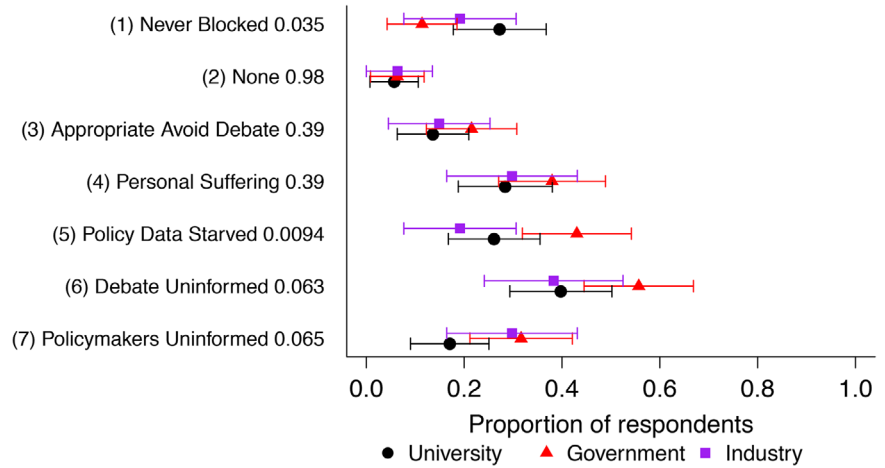 (1) Never Blocked 0.035
(2) None 0.98
(3) Appropriate Avoid Debate 0.39
(4) Personal Suffering 0.39
(5) Policy Data Starved 0.0094
(6) Debate Uninformed 0.063
(7) Policymakers Uninformed 0.065
0.0 0.2 0.4 0.6 0.8 1.0
Proportion of respondents
University Government Industry